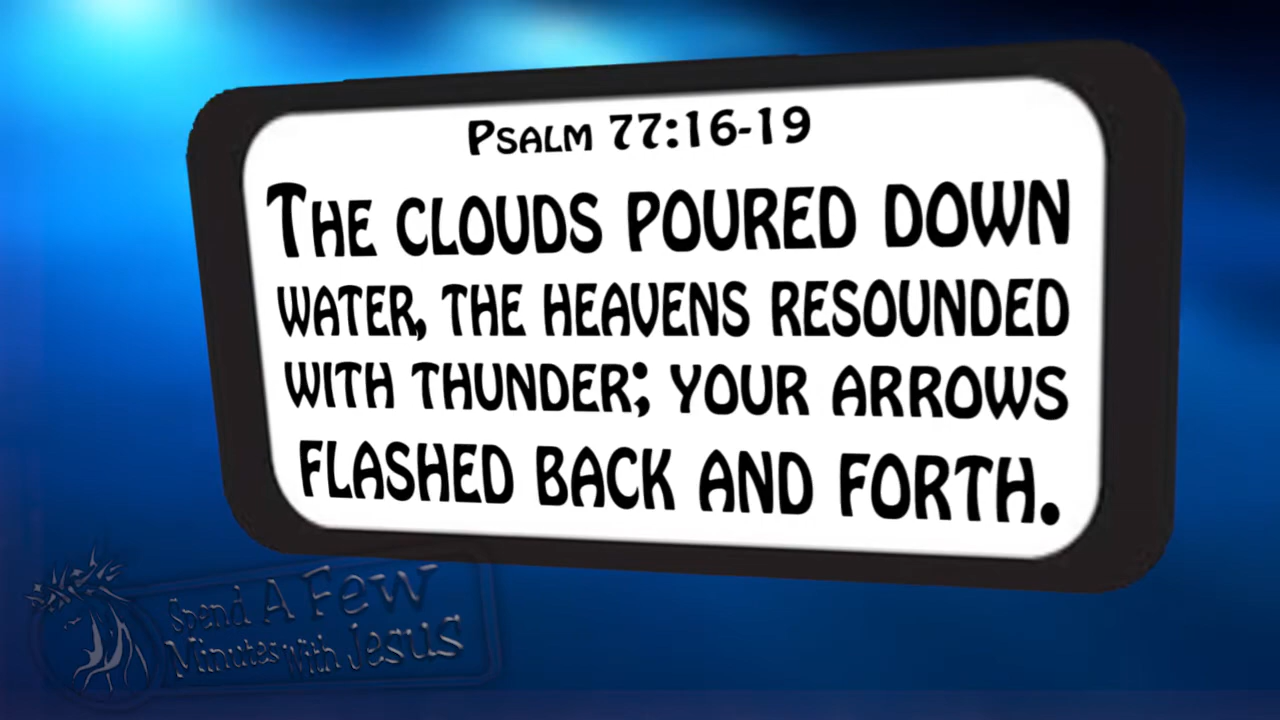 Psalm 77:16-19
The clouds poured down
water, the heavens resounded
with thunder; your arrows
flashed back and forth.
Spend A Few
Minutes With Jesus